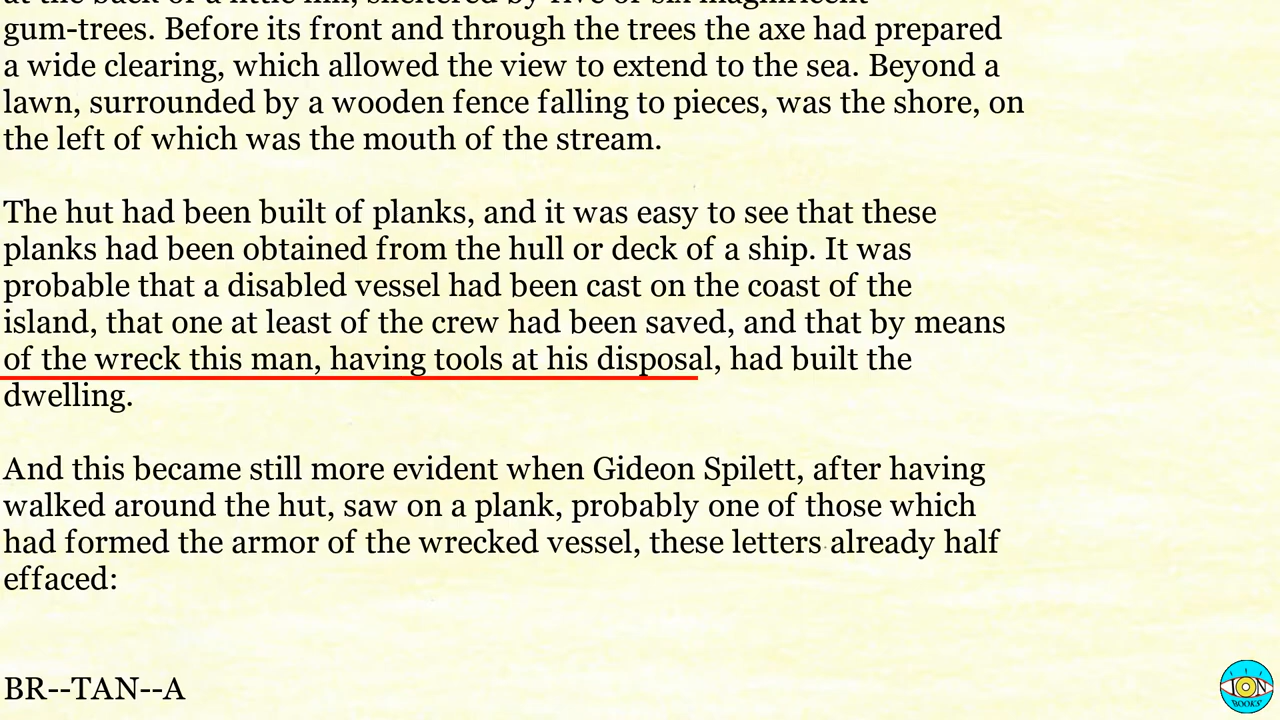 gum-trees. Before its front and through the trees the axe had prepared
a wide clearing, which allowed the view to extend to the sea. Beyond a
lawn, surrounded by a wooden fence falling to pieces, was the shore, on
the left of which was the mouth of the stream.
The hut had been built of planks, and it was easy to see that these
planks had been obtained from the hull or deck of a ship. It was
probable that a disabled vessel had been cast on the coast of the
island, that one at least of the crew had been saved, and that by means
of the wreck this man, having tools at his disposal, had built the
dwelling.
And this became still more evident when Gideon Spilett, after having
walked around the hut, saw on a plank, probably one of those which
had formed the armor of the wrecked vessel, these letters already half
effaced:
BR--TAN--A
ION
BOOKS